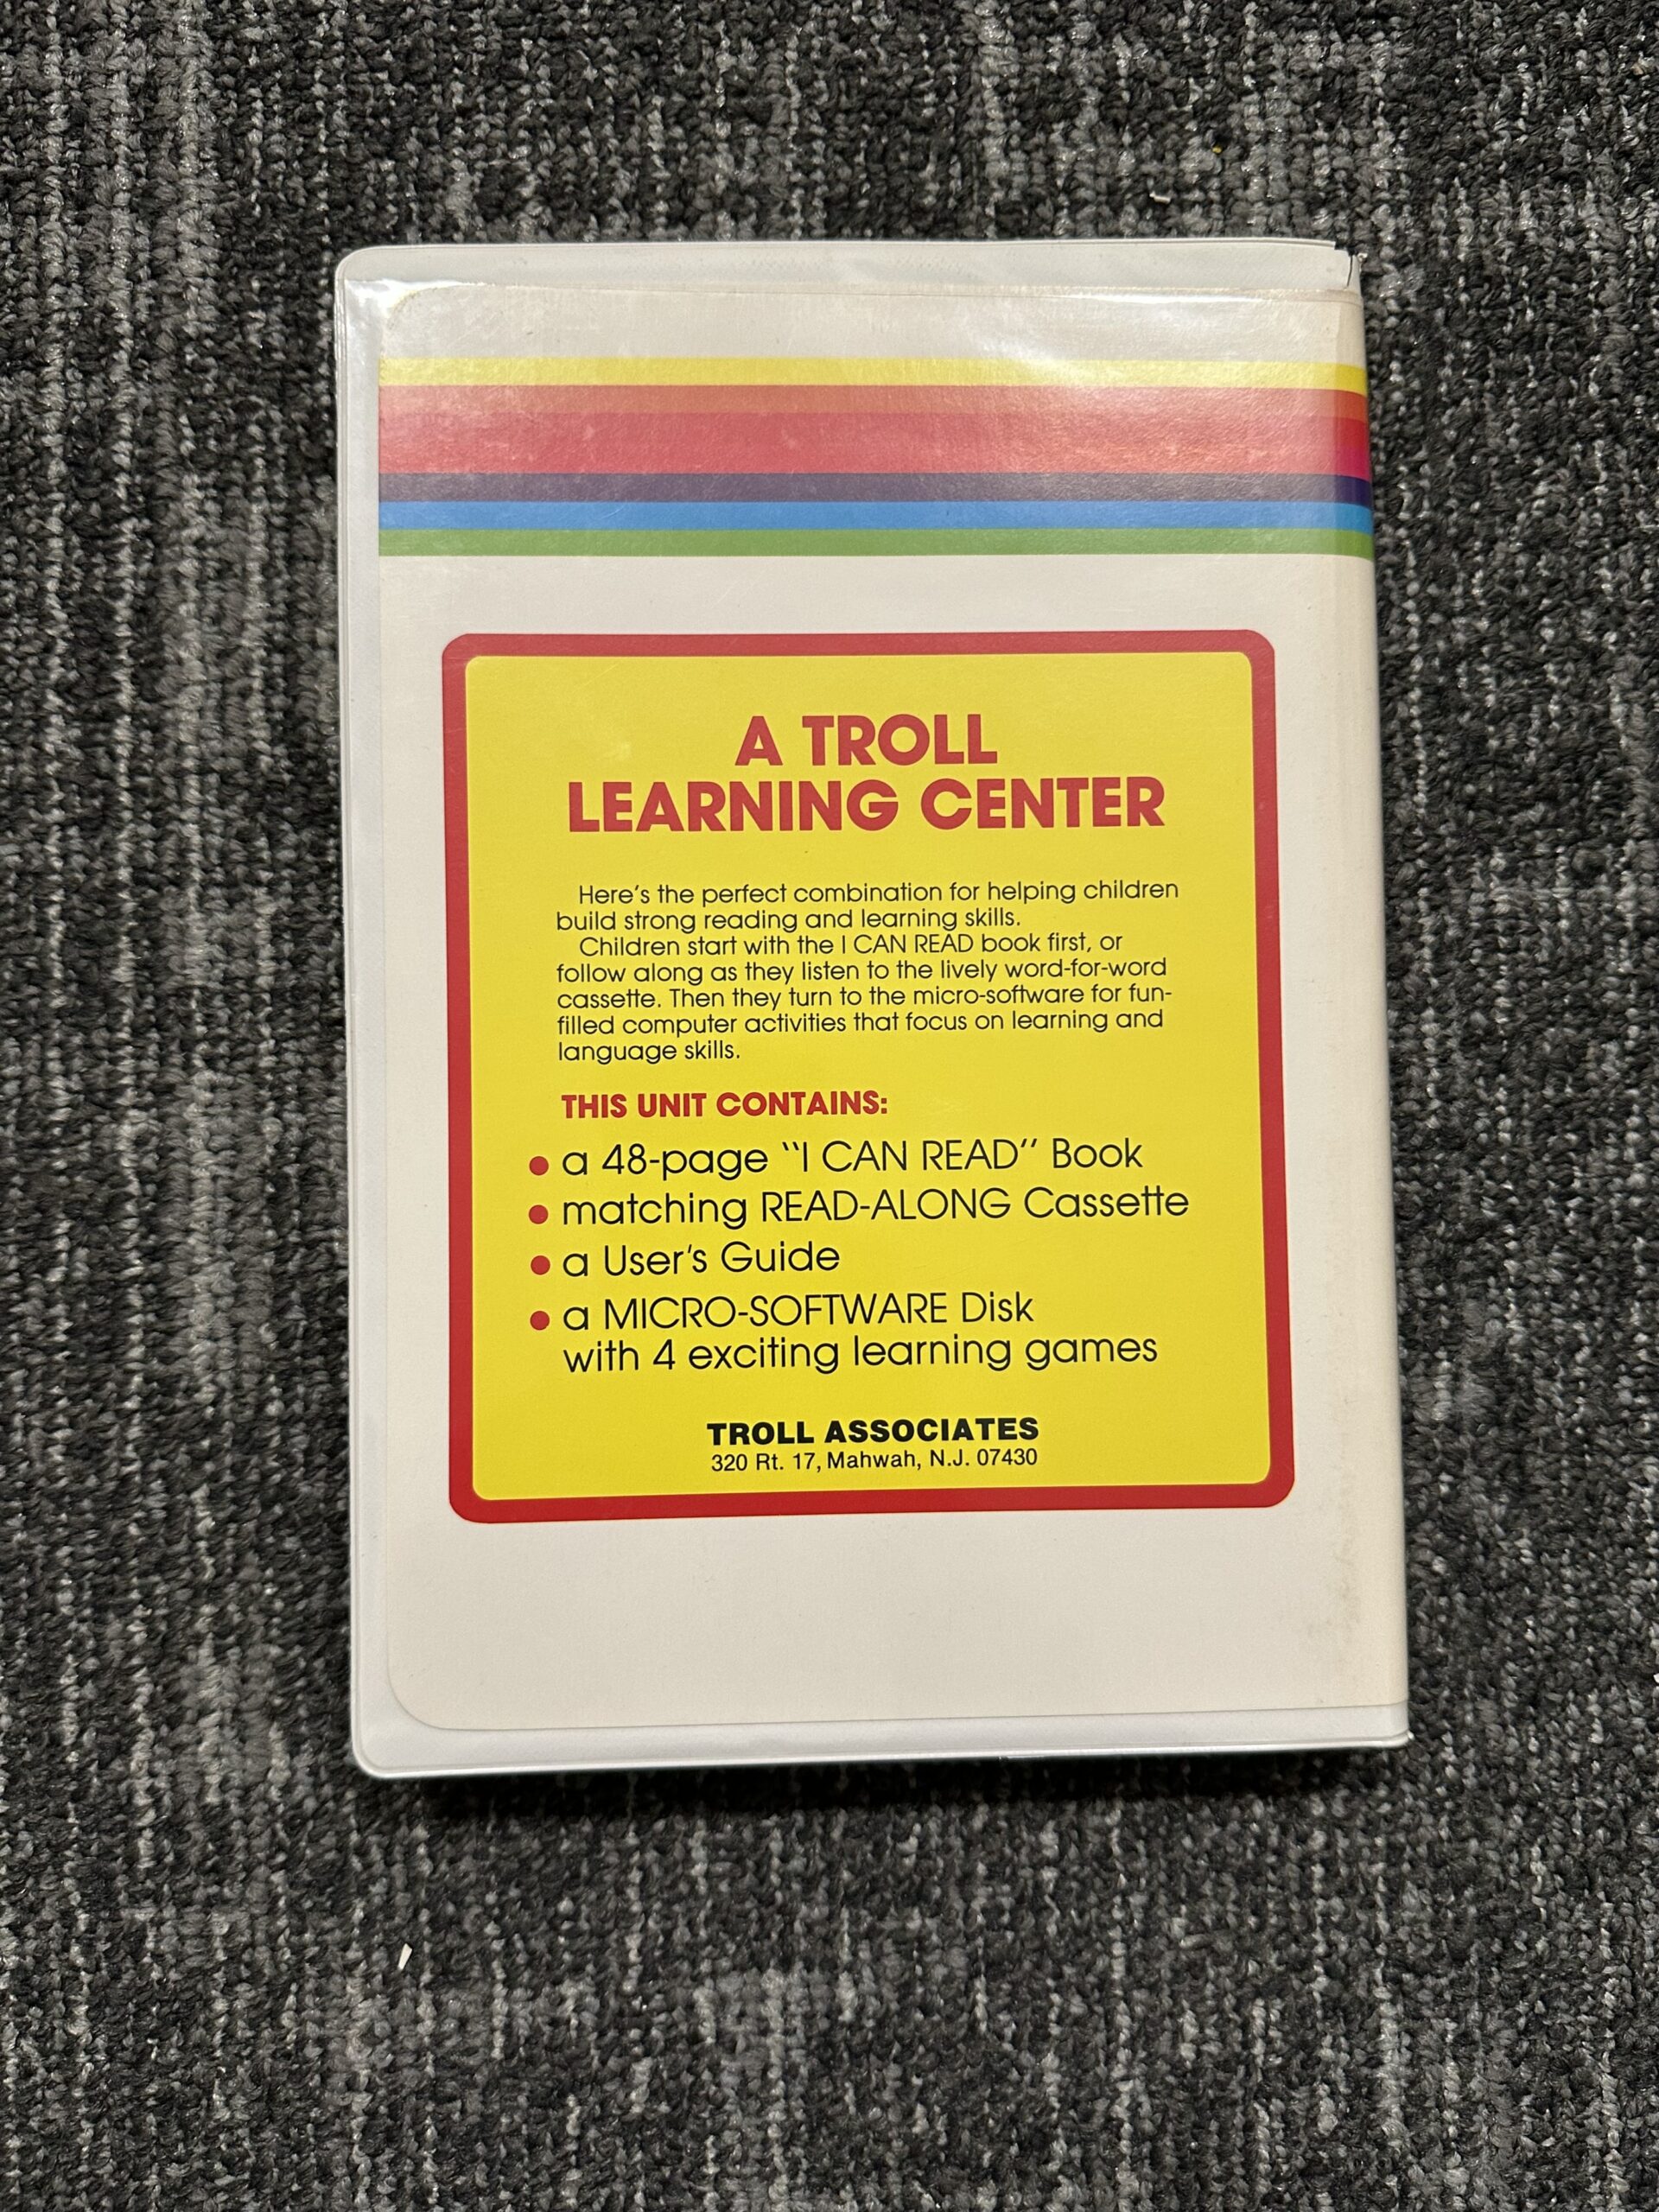 A TROLL
LEARNING CENTER
Here's the perfect combination for helping children
build strong reading and learning skills.
Children start with the I CAN READ book first, or
follow along as they listen to the lively word-for-word
cassette. Then they turn to the micro-software for fun-
filled computer activities that focus on learning and
language skills.
THIS UNIT CONTAINS:
• a 48-page "I CAN READ" Book
• matching READ-ALONG Cassette
• a User's Guide
• a MICRO-SOFTWARE Disk
with 4 exciting learning games
TROLL ASSOCIATES
320 Rt. 17, Mahwah, N.J. 07430